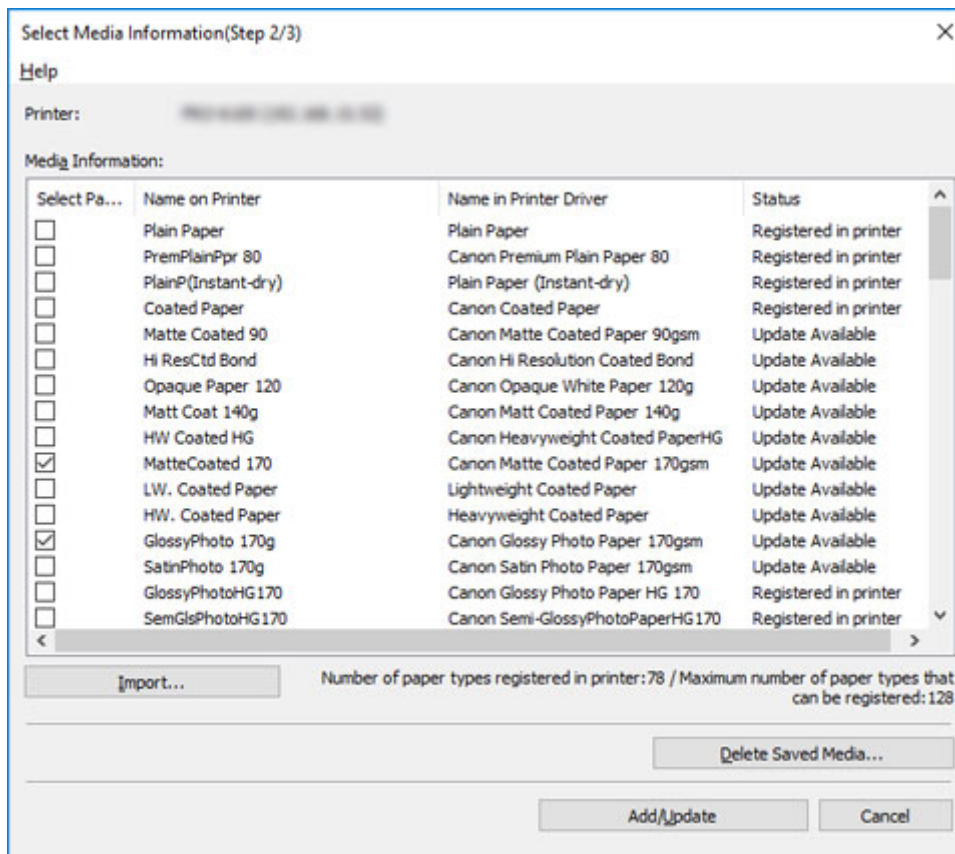 Select Media Information(Step 2/3)
Help
Printer:
Media Information:
Select Pa... Name on Printer Name in Printer Driver Status
Plain Paper Plain Paper Registered in printer
PremPlainPpr 80 Canon Premium Plain Paper 80 Registered in printer
PlainP(Instant-dry) Plain Paper (Instant-dry) Registered in printer
Coated Paper Canon Coated Paper Registered in printer
Matte Coated 90 Canon Matte Coated Paper 90gsm Update Available
Hi ResCtd Bond Canon Hi Resolution Coated Bond Update Available
Opaque Paper 120 Canon Opaque White Paper 120g Update Available
Matt Coat 140g Canon Matt Coated Paper 140g Update Available
HW Coated HG Canon Heavyweight Coated PaperHG Update Available
MatteCoated 170 Canon Matte Coated Paper 170gsm Update Available
LW. Coated Paper Lightweight Coated Paper Update Available
HW. Coated Paper Heavyweight Coated Paper Update Available
GlossyPhoto 170g Canon Glossy Photo Paper 170gsm Update Available
SatinPhoto 170g Canon Satin Photo Paper 170gsm Update Available
GlossyPhotoHG170 Canon Glossy Photo Paper HG 170 Registered in printer
SemGlsPhotoHG170 Canon Semi-GlossyPhotoPaperHG170 Registered in printer
Import... Number of paper types registered in printer:78 / Maximum number of paper types that
can be registered:128
Delete Saved Media...
Add/Update Cancel